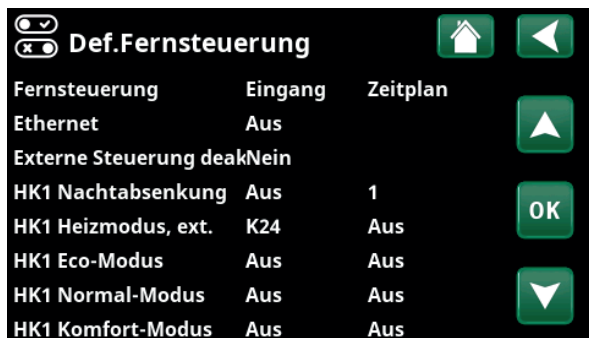 Def.Fernsteuerung
Fernsteuerung Eingang Zeitplan
Ethernet Aus
Externe Steuerung deakNein
HK1 Nachtabsenkung Aus 1
HK1 Heizmodus, ext. K24 Aus
HK1 Eco-Modus Aus Aus
HK1 Normal-Modus Aus Aus
HK1 Komfort-Modus Aus Aus
OK